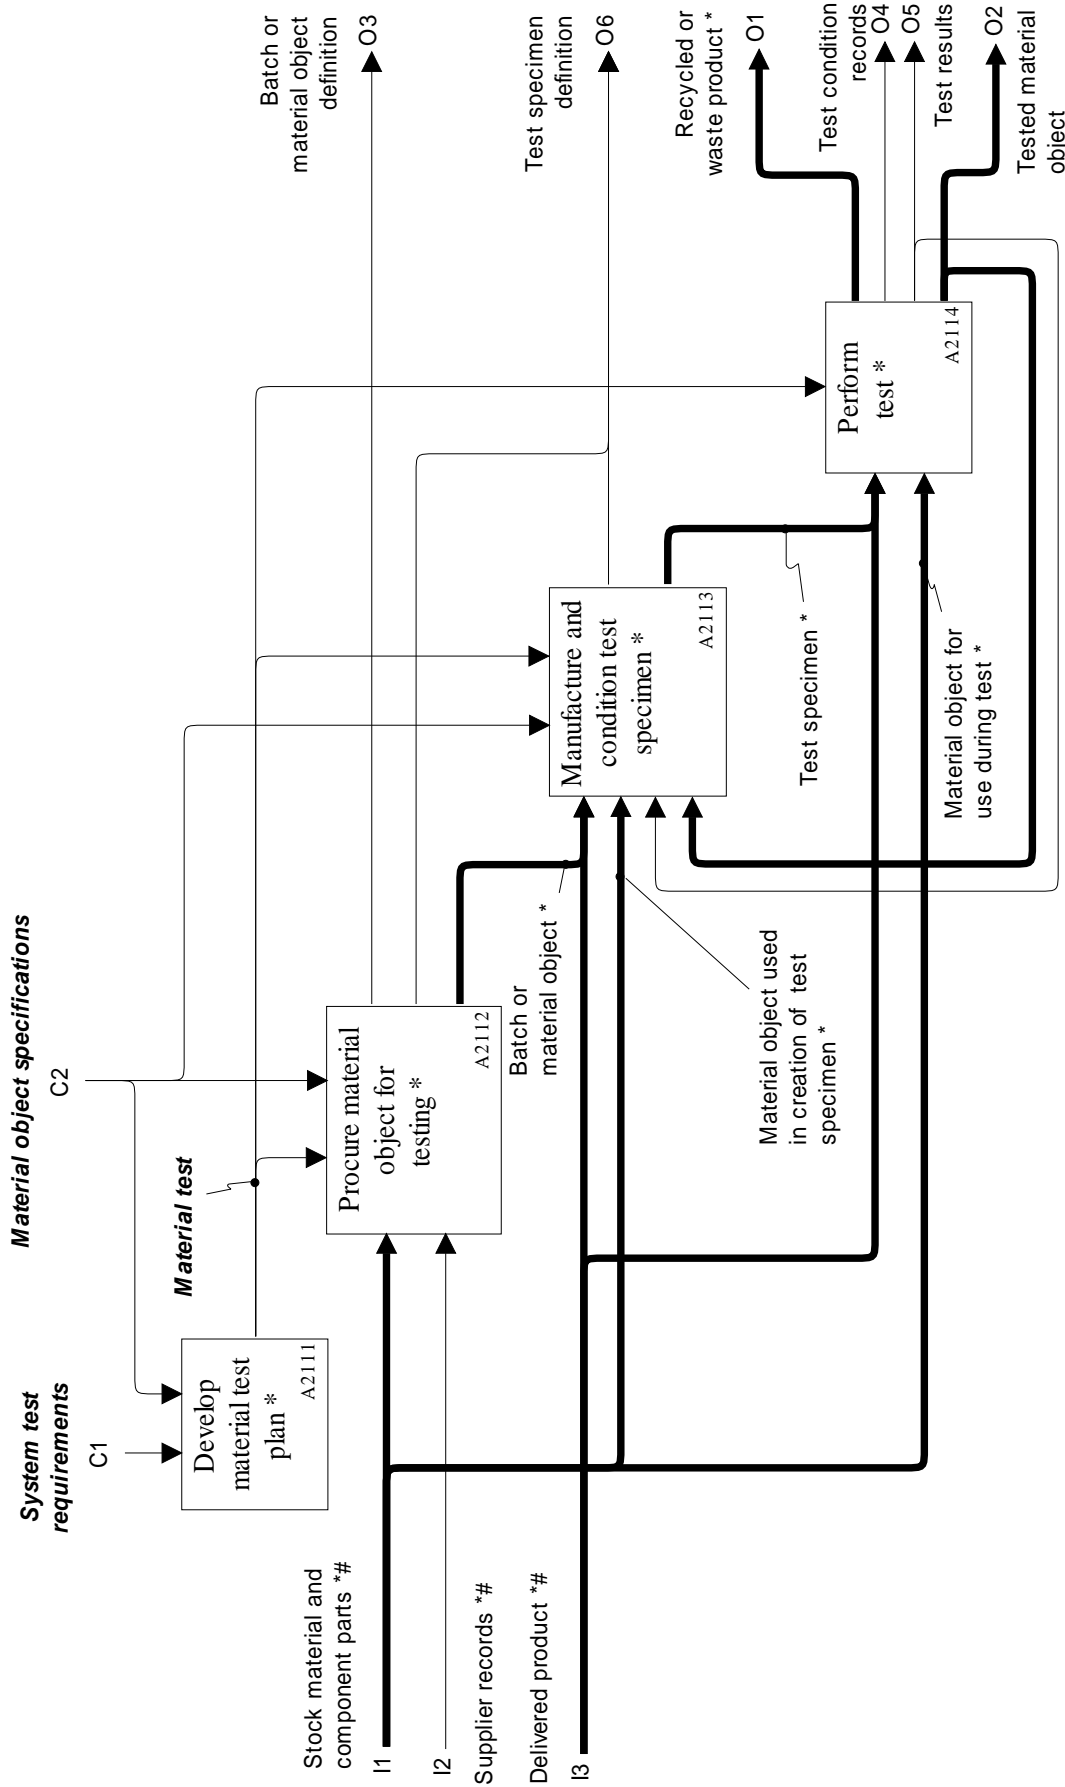 System test
requirements
C1
Material object specifications
C2
Material test
Develop
material test
plan *
A2111
Procure material
object for
testing *
A2112
Manufacture and
condition test
specimen *
A2113
Perform
test *
A2114
Stock material and
component parts *#
I1
I2
Supplier records *#
Delivered product *#
I3
Batch or
material object *
Material object used
in creation of test
specimen *
Test specimen *
Material object for
use during test *
Batch or
material object
definition
O3
Test specimen
definition
O6
Recycled or
waste product *
O1
Test condition
records
O4
O5
Test results
O2
Tested material
obiect